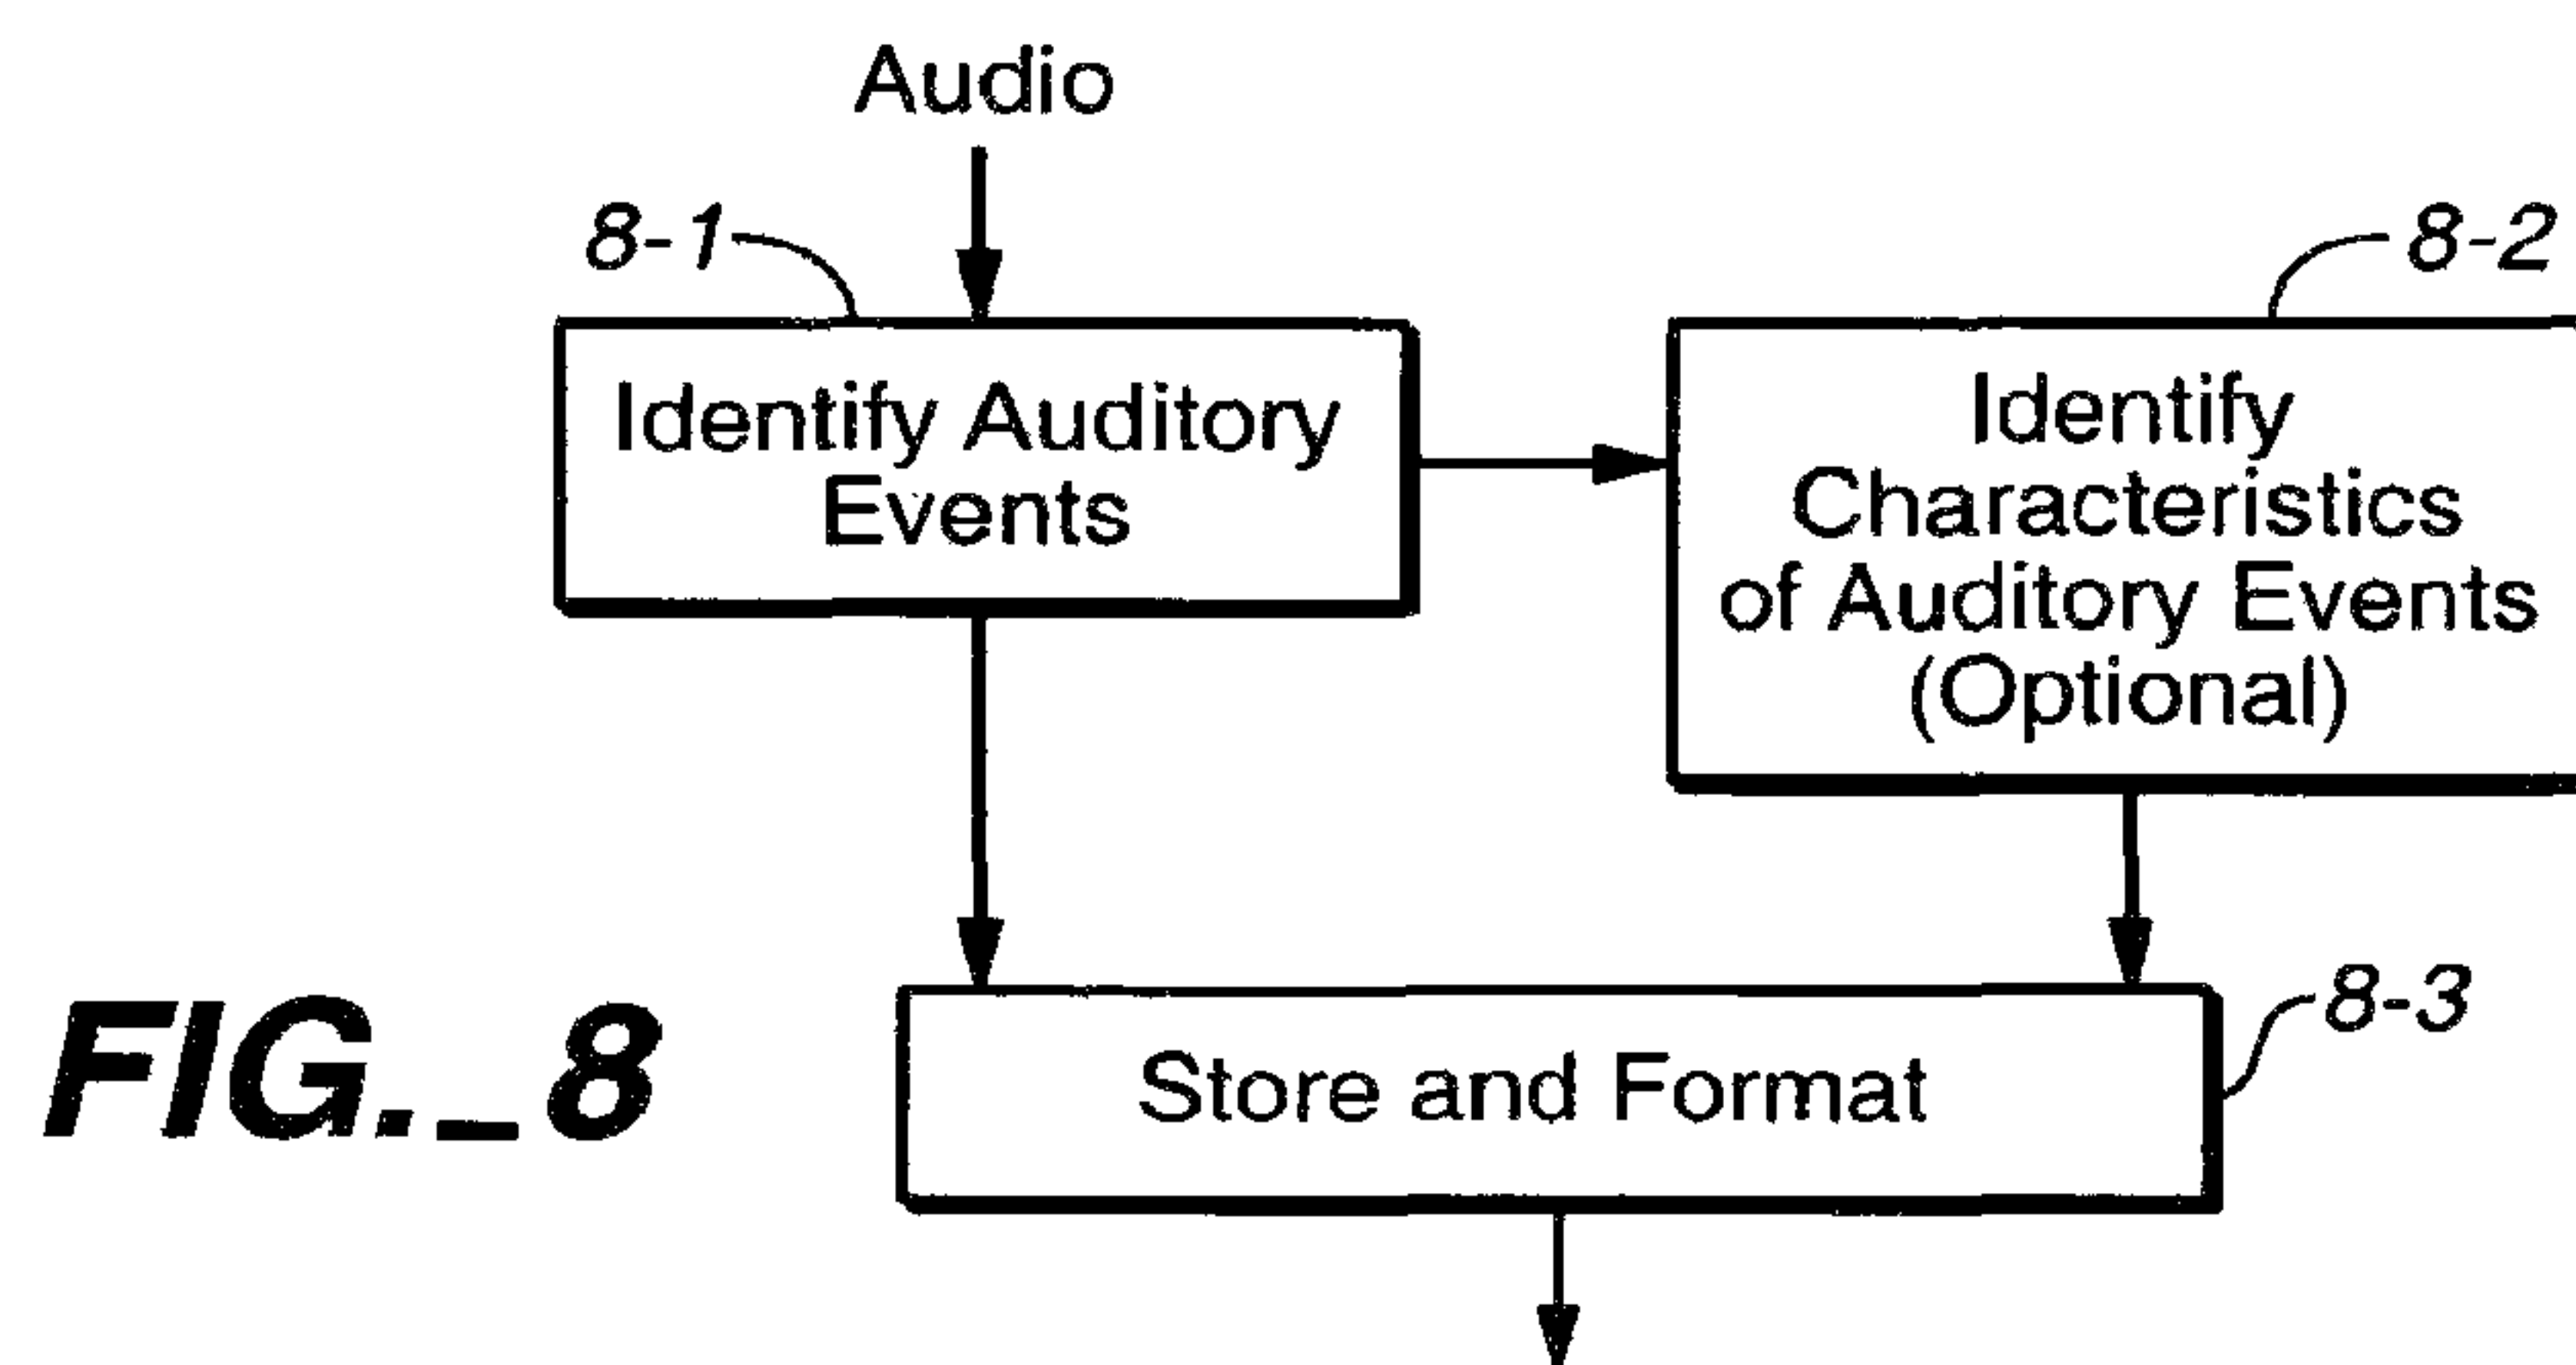 Audio
8-1
8-2
Identify Auditory
Events
Identify
Characteristics
of Auditory Events
(Optional)
8-3
Store and Format
FIG._8